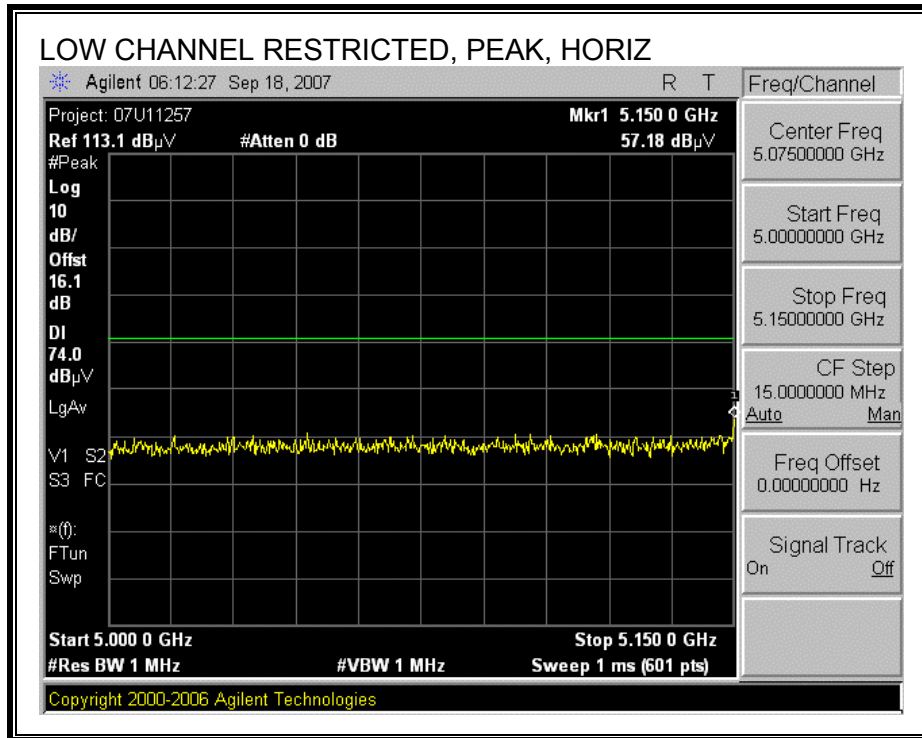 LOW CHANNEL RESTRICTED, PEAK, HORIZ
Agilent 06:12:27 Sep 18, 2007 R T
Freq/Channel
Project: 07U11257 Mkr1 5.150 0 GHz
Ref 113.1 dBµV #Atten 0 dB 57.18 dBµV
#Peak
Log
10
dB/
Offst
16.1
dB
DI
74.0
dBµV
LgAv
1
V1 S2
S3 FC
¤(f):
FTun
Swp
Start 5.000 0 GHz Stop 5.150 0 GHz
#Res BW 1 MHz #VBW 1 MHz Sweep 1 ms (601 pts)
Center Freq
5.07500000 GHz
Start Freq
5.00000000 GHz
Stop Freq
5.15000000 GHz
CF Step
15.0000000 MHz
Auto Man
Freq Offset
0.00000000 Hz
Signal Track
On Off
Copyright 2000-2006 Agilent Technologies